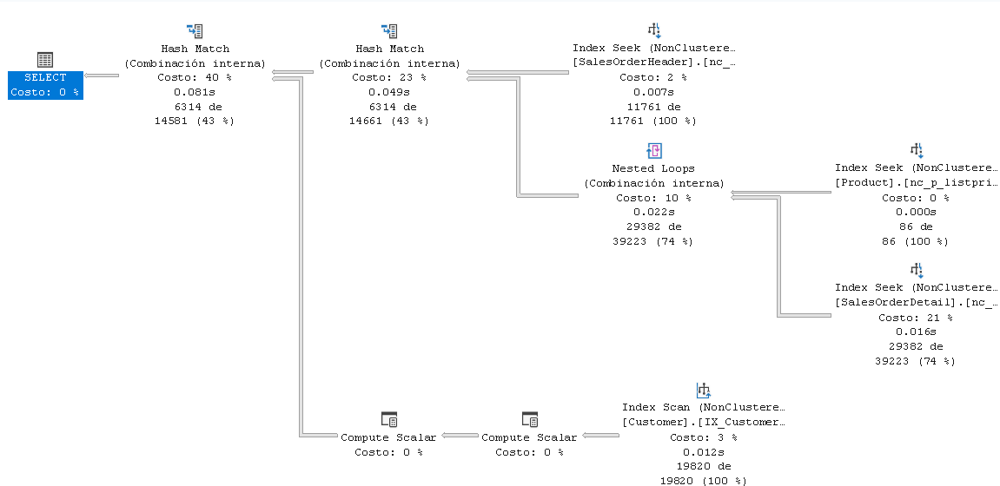 SELECT
Costo: 0 %
Hash Match
(Combinación interna)
Costo: 40 %
0.081s
6314 de
14581 (43 %)
Hash Match
(Combinación interna)
Costo: 23 %
0.049s
6314 de
14661 (43 %)
Index Seek (NonClustere…
[SalesOrderHeader].[nc_…
Costo: 2 %
0.007s
11761 de
11761 (100 %)
Nested Loops
(Combinación interna)
Costo: 10 %
0.022s
29382 de
39223 (74 %)
Index Seek (NonClustere…
[Product].[nc_p_listpri…
Costo: 0 %
0.000s
86 de
86 (100 %)
Index Seek (NonClustere…
[SalesOrderDetail].[nc_…
Costo: 21 %
0.016s
29382 de
39223 (74 %)
Compute Scalar
Costo: 0 %
Compute Scalar
Costo: 0 %
Index Scan (NonClustere…
[Customer].[IX_Customer…
Costo: 3 %
0.012s
19820 de
19820 (100 %)